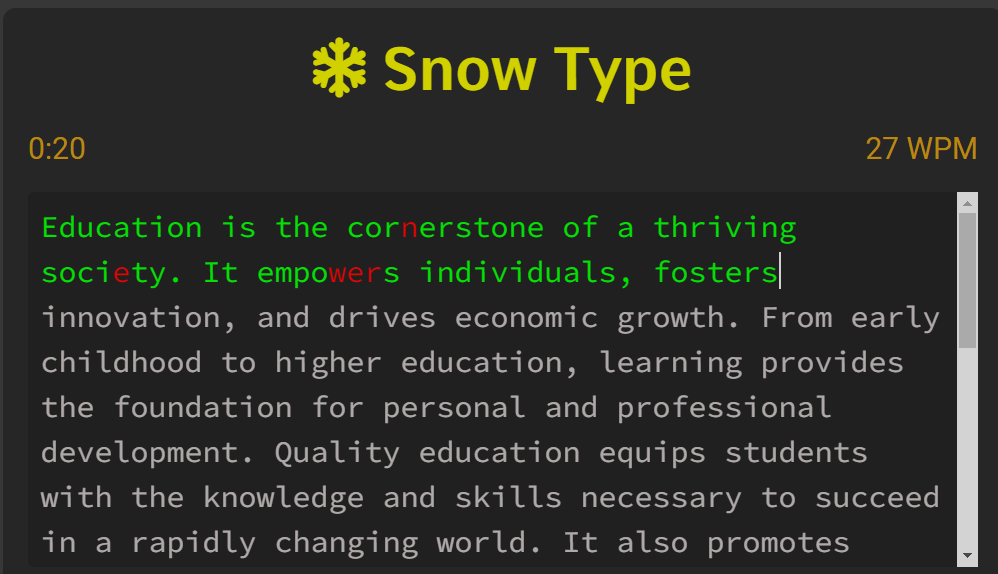 Snow Type
0:20
27 WPM
Education is the cornerstone of a thriving
society. It empowers individuals, fosters
innovation, and drives economic growth. From early
childhood to higher education, learning provides
the foundation for personal and professional
development. Quality education equips students
with the knowledge and skills necessary to succeed
in a rapidly changing world. It also promotes